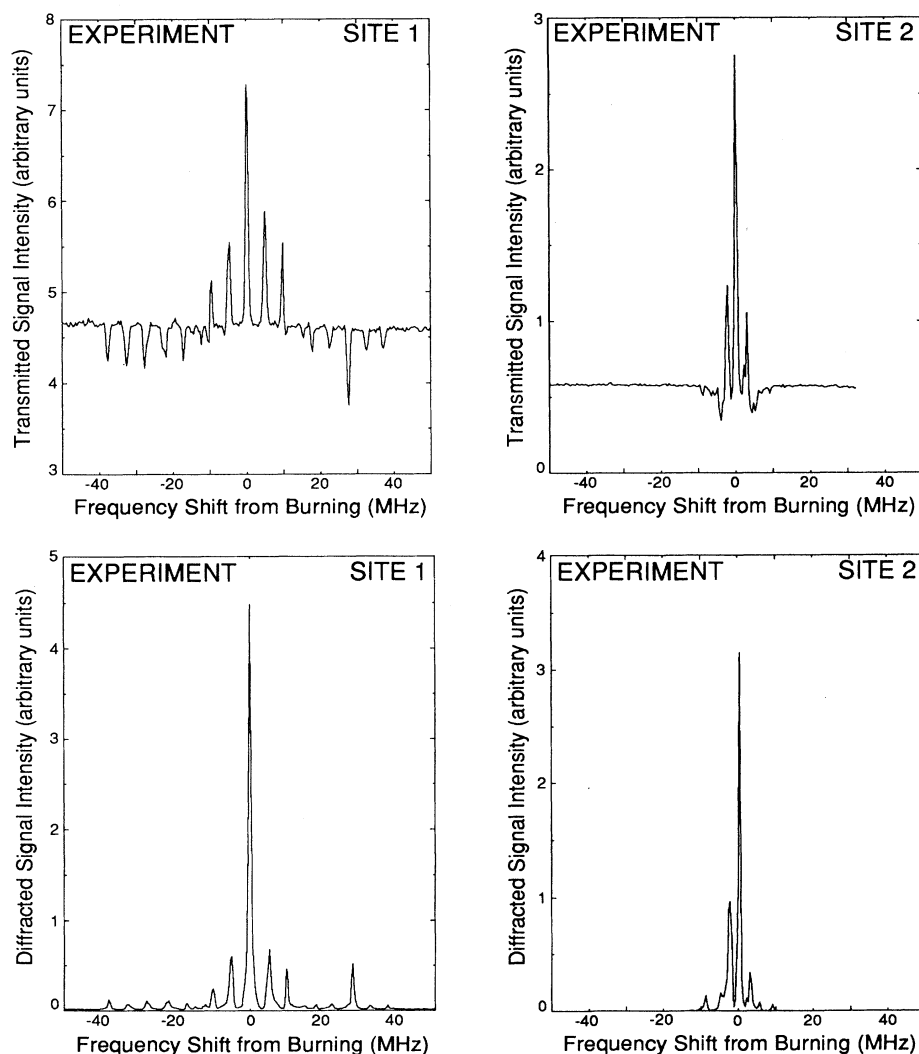 EXPERIMENT SITE 1
8
7
6
5
4
3
Transmitted Signal Intensity (arbitrary units)
-40 -20 0 20 40
Frequency Shift from Burning (MHz)
EXPERIMENT SITE 2
3
2
1
0
Transmitted Signal Intensity (arbitrary units)
-40 -20 0 20 40
Frequency Shift from Burning (MHz)
EXPERIMENT SITE 1
5
4
3
2
1
0
Diffracted Signal Intensity (arbitrary units)
-40 -20 0 20 40
Frequency Shift from Burning (MHz)
EXPERIMENT SITE 2
4
3
2
1
0
Diffracted Signal Intensity (arbitrary units)
-40 -20 0 20 40
Frequency Shift from Burning (MHz)